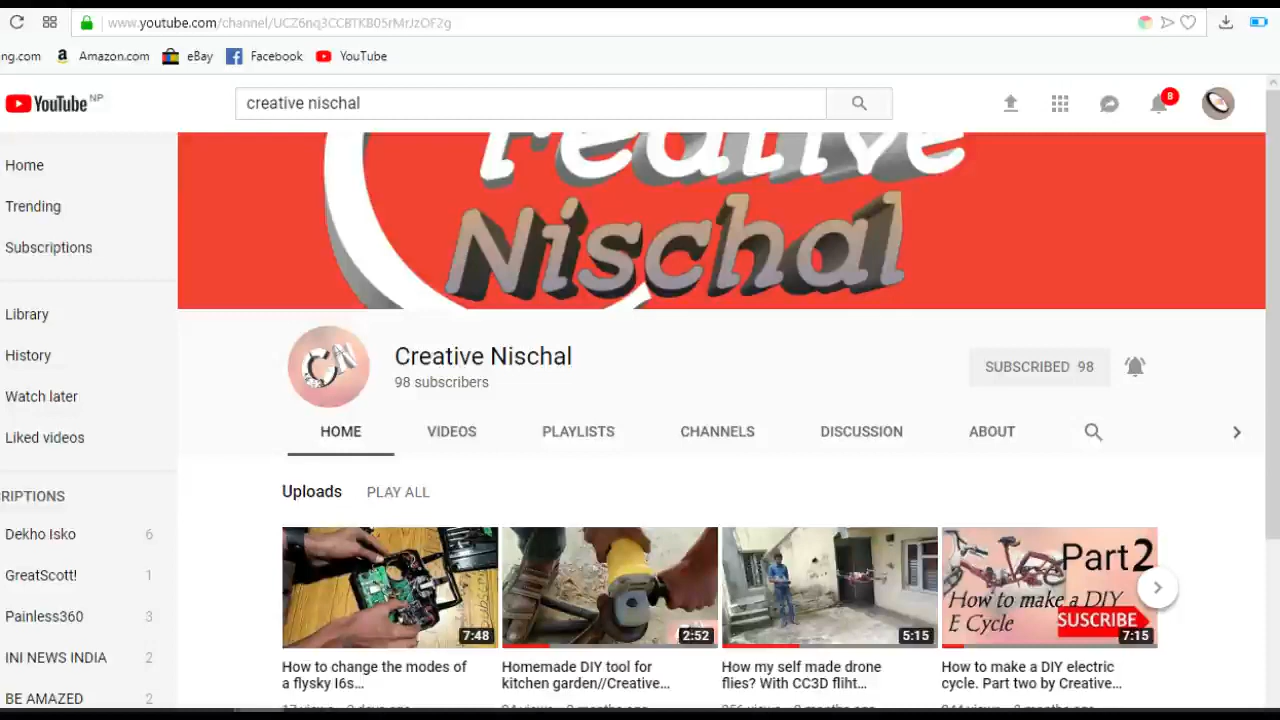 www.youtube.com/channel/UCZ6nq3CCBTKB05rMrJzOF2g
ng.com Amazon.com eBay Facebook YouTube
YouTube NP
creative nischal
8
Home
Trending
Subscriptions
Library
History
Watch later
Liked videos
RIPTIONS
Dekho Isko 6
GreatScott! 1
Painless360 3
INI NEWS INDIA 2
BE AMAZED 2
Creative
Nischal
CN
Creative Nischal
98 subscribers
SUBSCRIBED 98
HOME VIDEOS PLAYLISTS CHANNELS DISCUSSION ABOUT
Uploads PLAY ALL
7:48
How to change the modes of
a flysky I6s...
2:52
Homemade DIY tool for
kitchen garden//Creative...
5:15
How my self made drone
flies? With CC3D fliht...
Part2
How to make a DIY
E Cycle
SUSCRIBE
7:15
How to make a DIY electric
cycle. Part two by Creative...